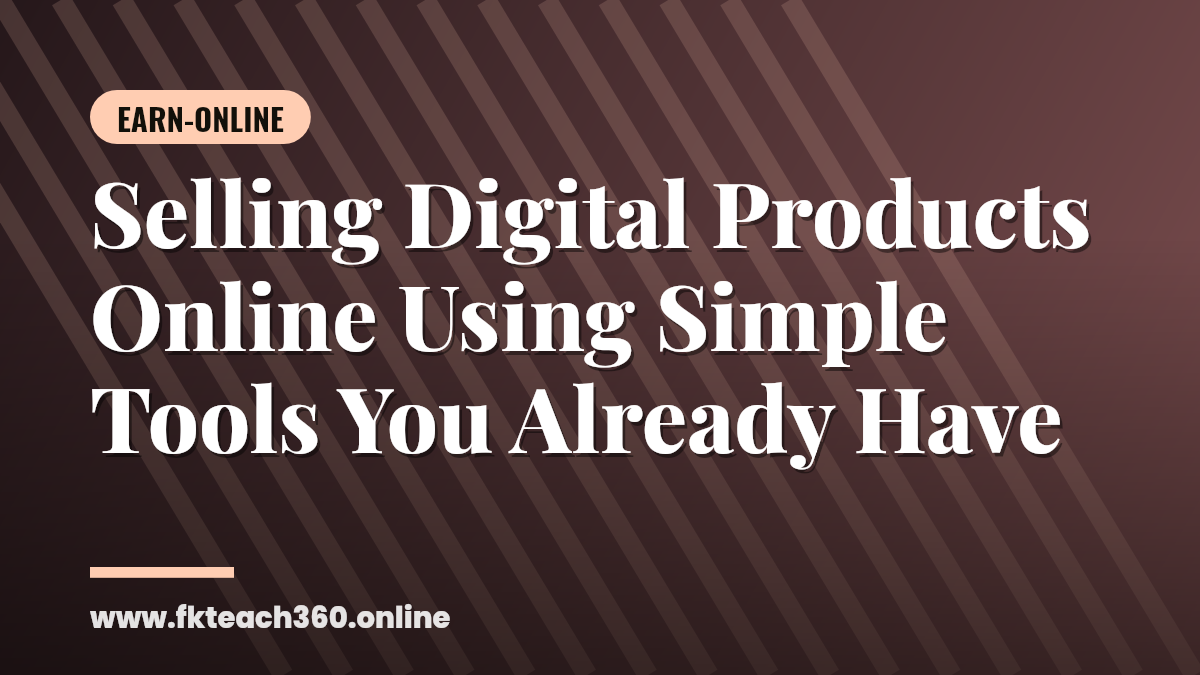 EARN-ONLINE
Selling Digital Products
Online Using Simple
Tools You Already Have
www.fkteach360.online